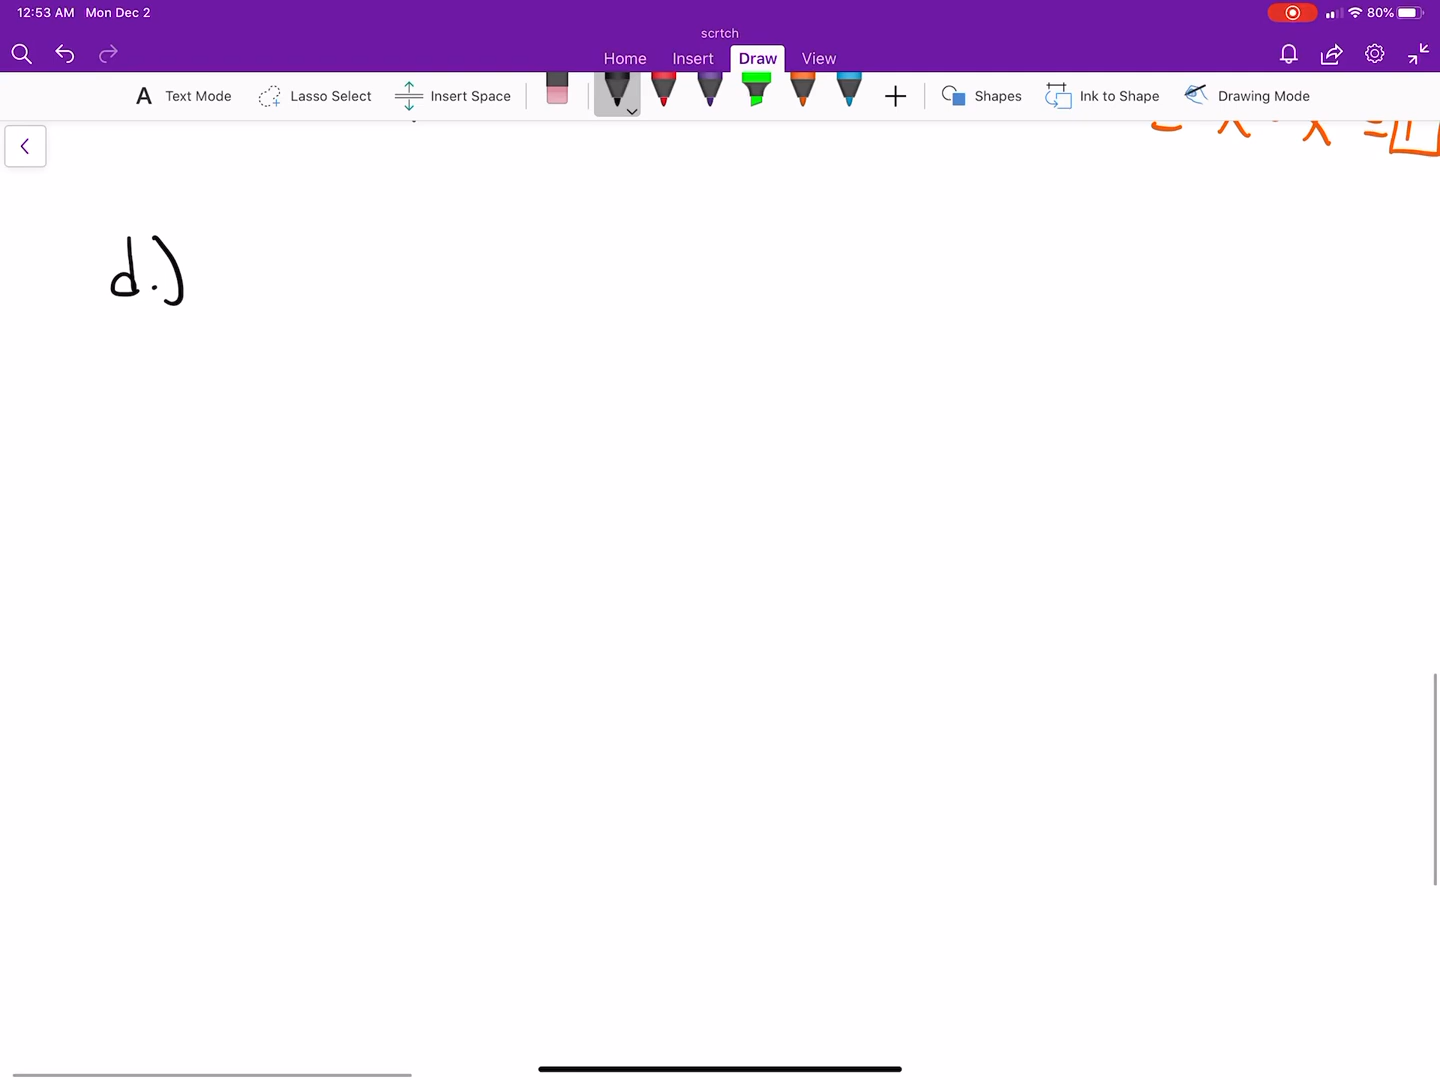 12:53 AM Mon Dec 2
80%
scrtch
Home Insert Draw View
A Text Mode Lasso Select Insert Space Shapes Ink to Shape Drawing Mode
d.)